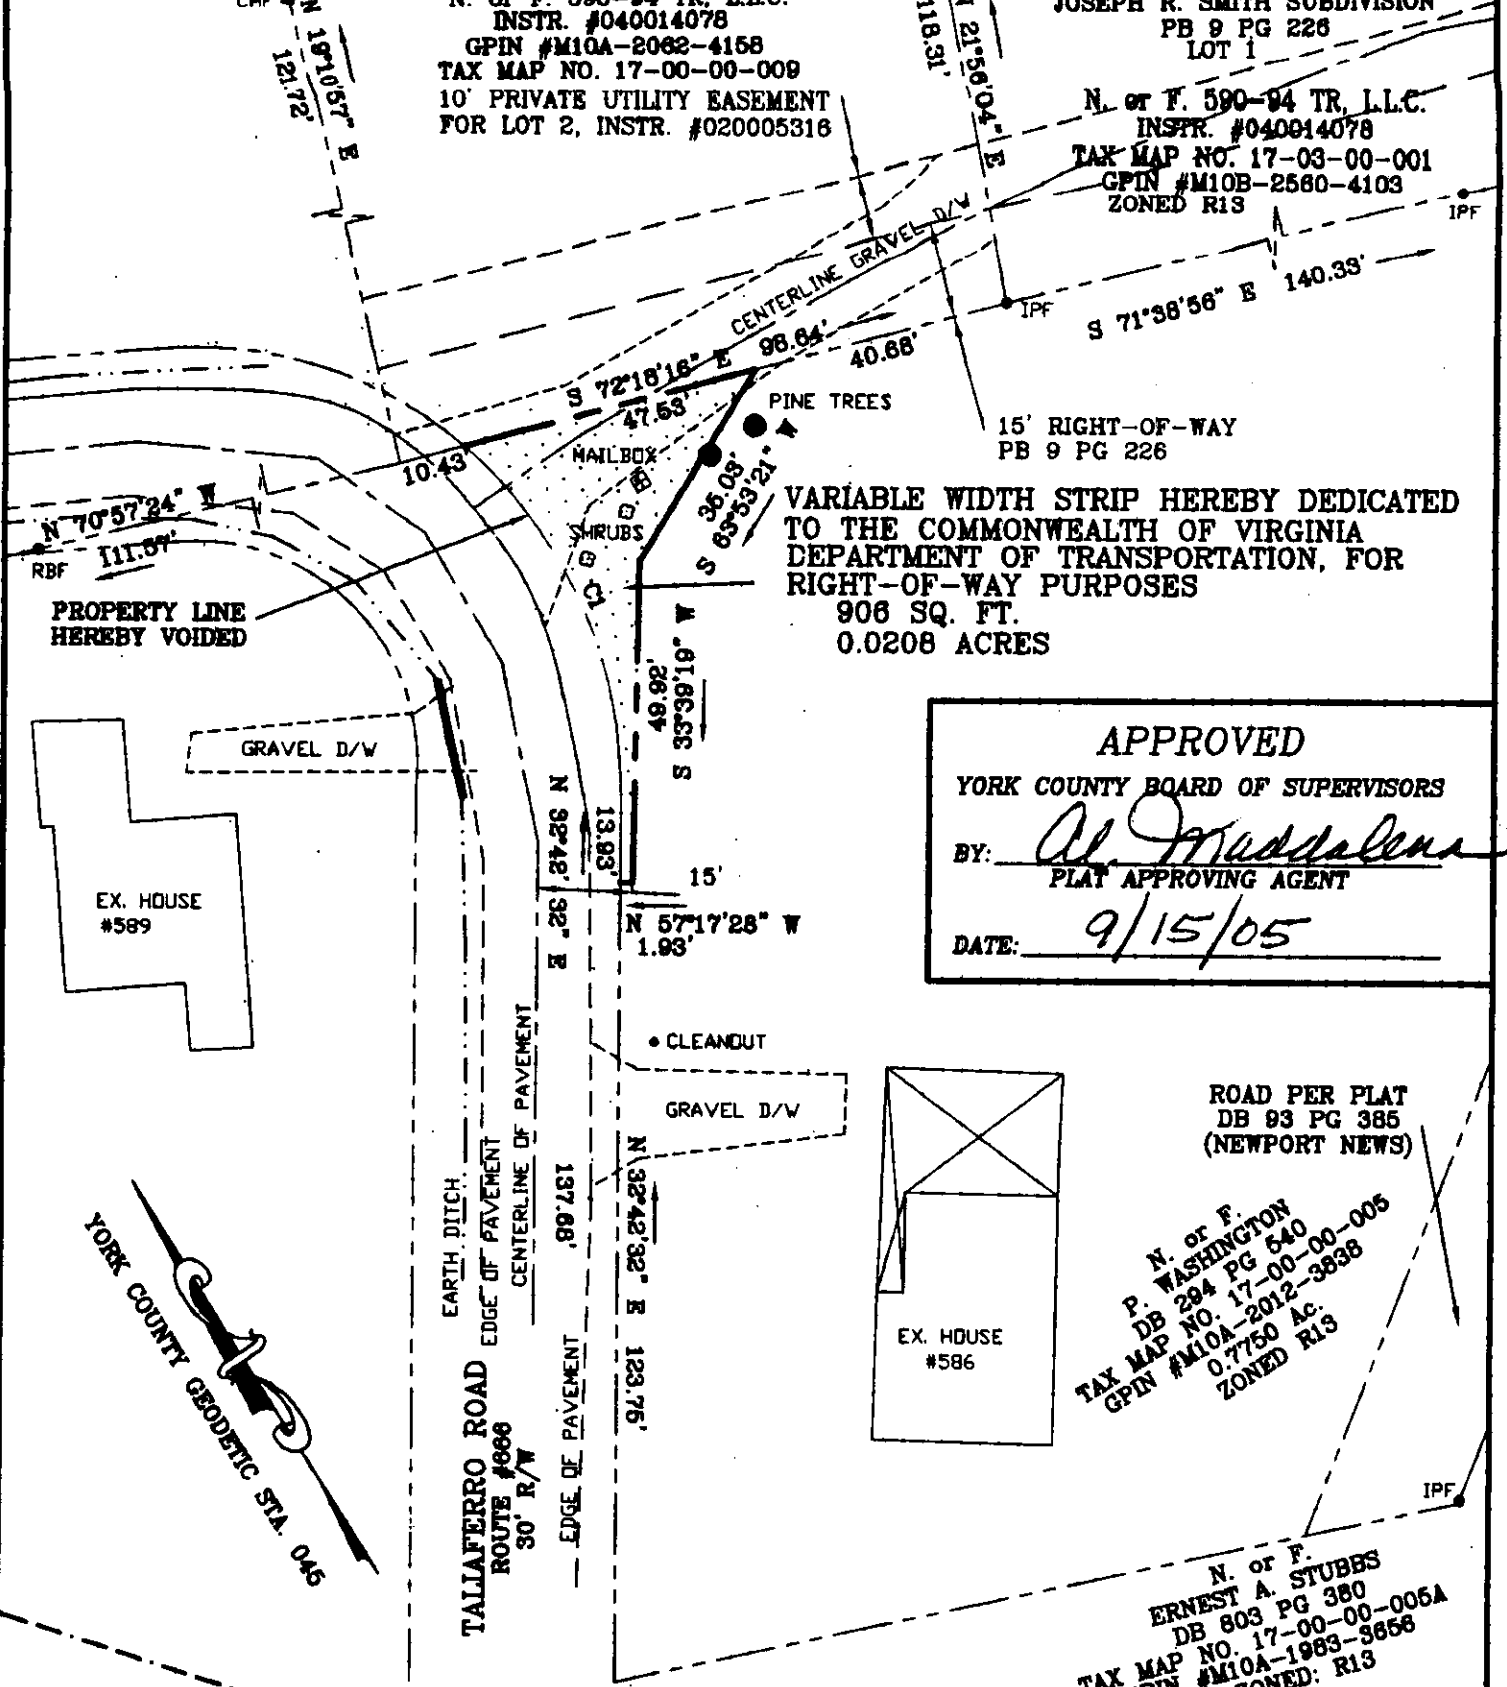 INSTR. #040014078
GPIN #M10A-2062-4158
TAX MAP NO. 17-00-00-009
10' PRIVATE UTILITY EASEMENT
FOR LOT 2, INSTR. #020005316
N 19°10'57" E
121.72'
118.31'
N 21°56'04" E
JOSEPH R. SMITH SUBDIVISION
PB 9 PG 226
LOT 1
N. or F. 590-94 TR, L.L.C.
INSTR. #040014078
TAX MAP NO. 17-03-00-001
GPIN #M10B-2560-4103
ZONED R13
IPF
CENTERLINE GRAVEL D/W
IPF
S 71°38'56" E 140.33'
S 72°18'16" E 98.64'
40.68'
47.53'
10.43'
PINE TREES
15' RIGHT-OF-WAY
PB 9 PG 226
MAILBOX
SHRUBS
C1
36.03'
S 63°53'21" W
N 70°57'24" W
111.57'
RBF
PROPERTY LINE
HEREBY VOIDED
VARIABLE WIDTH STRIP HEREBY DEDICATED
TO THE COMMONWEALTH OF VIRGINIA
DEPARTMENT OF TRANSPORTATION, FOR
RIGHT-OF-WAY PURPOSES
906 SQ. FT.
0.0208 ACRES
49.92'
S 33°39'19" W
GRAVEL D/W
EX. HOUSE
#589
N 32°42'32" E
13.93'
15'
N 57°17'28" W
1.93'
APPROVED
YORK COUNTY BOARD OF SUPERVISORS
BY: Al Maddalena
PLAT APPROVING AGENT
DATE: 9/15/05
CLEANOUT
GRAVEL D/W
EARTH DITCH
EDGE OF PAVEMENT
CENTERLINE OF PAVEMENT
137.68'
N 32°42'32" E 123.75'
EDGE OF PAVEMENT
TALIAFERRO ROAD
ROUTE #666
30' R/W
YORK COUNTY GEODETIC STA. 045
EX. HOUSE
#586
ROAD PER PLAT
DB 93 PG 385
(NEWPORT NEWS)
N. or F.
P. WASHINGTON
DB 294 PG 540
TAX MAP NO. 17-00-00-005
GPIN #M10A-2012-3838
0.7750 Ac.
ZONED R13
IPF
N. or F.
ERNEST A. STUBBS
DB 803 PG 380
TAX MAP NO. 17-00-00-005A
#M10A-1983-3656
ZONED: R13